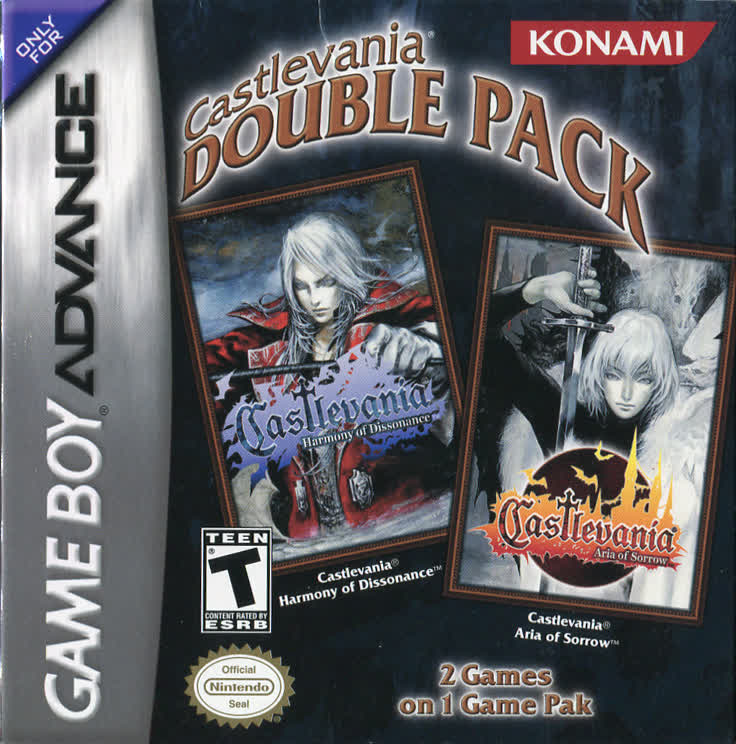 ONLY
FOR
GAME BOY® ADVANCE
KONAMI
Castlevania®
DOUBLE PACK
Castlevania
Harmony of Dissonance
Castlevania
Aria of Sorrow
Castlevania®
Harmony of Dissonance™
Castlevania®
Aria of Sorrow™
TEEN
®
T
CONTENT RATED BY
ESRB
Official
Nintendo
Seal
®
2 Games
on 1 Game Pak